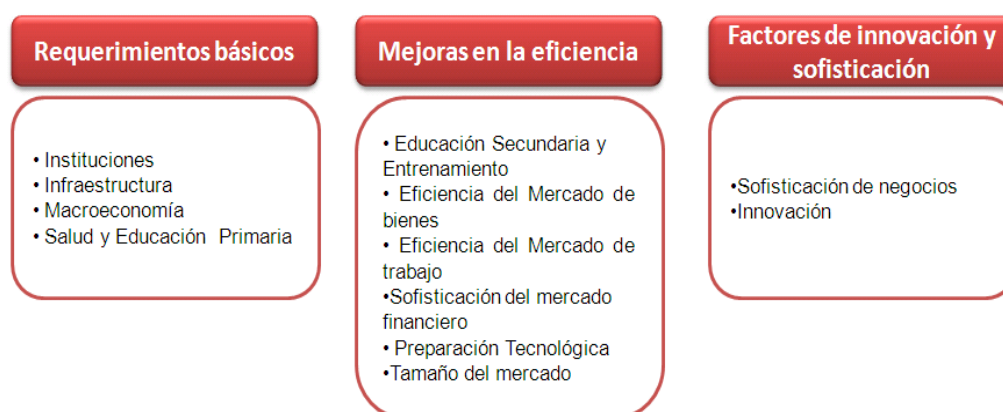 Requerimientos básicos
• Instituciones
• Infraestructura
• Macroeconomía
• Salud y Educación Primaria
Mejoras en la eficiencia
• Educación Secundaria y
Entrenamiento
• Eficiencia del Mercado de
bienes
• Eficiencia del Mercado de
trabajo
•Sofisticación del mercado
financiero
• Preparación Tecnológica
•Tamaño del mercado
Factores de innovación y
sofisticación
•Sofisticación de negocios
•Innovación